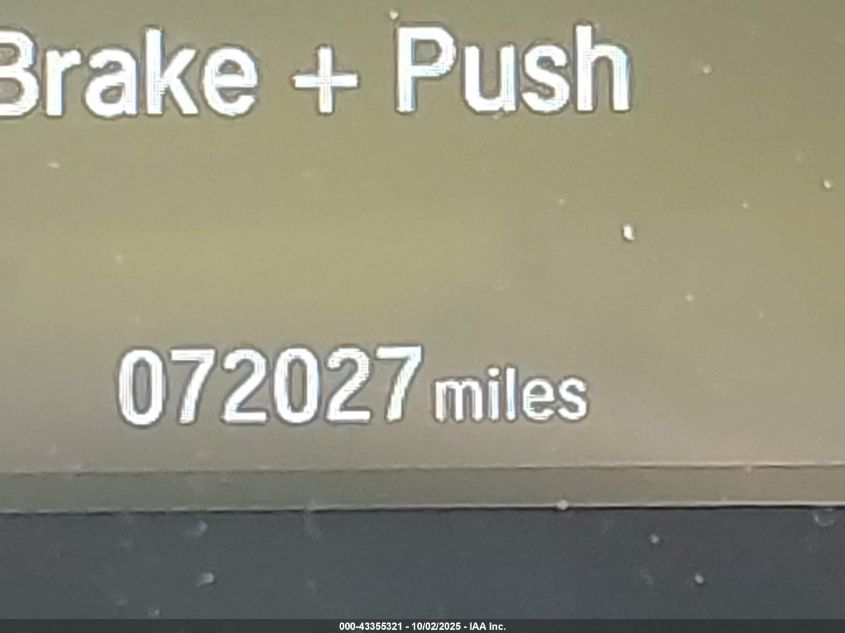 Brake + Push
072027 miles
000-43355321 - 10/02/2025 - IAA Inc.